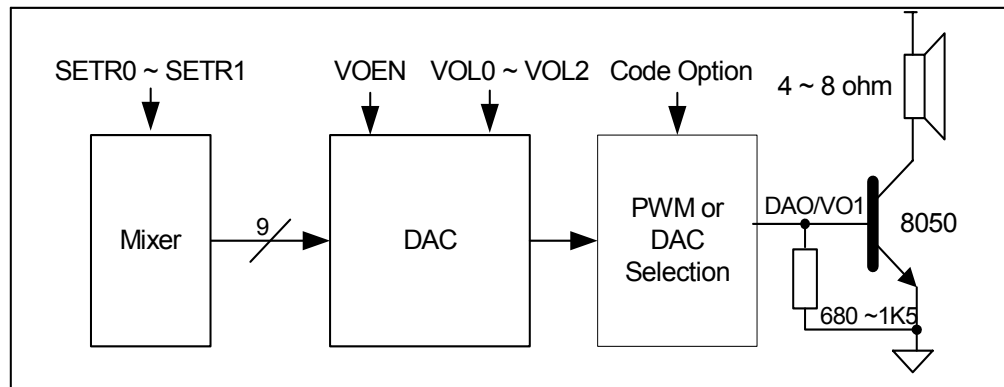 SETR0 ~ SETR1
VOEN
VOL0 ~ VOL2
Code Option
4 ~ 8 ohm
Mixer
9
DAC
PWM or
DAC
Selection
DAO/VO1
8050
680 ~1K5